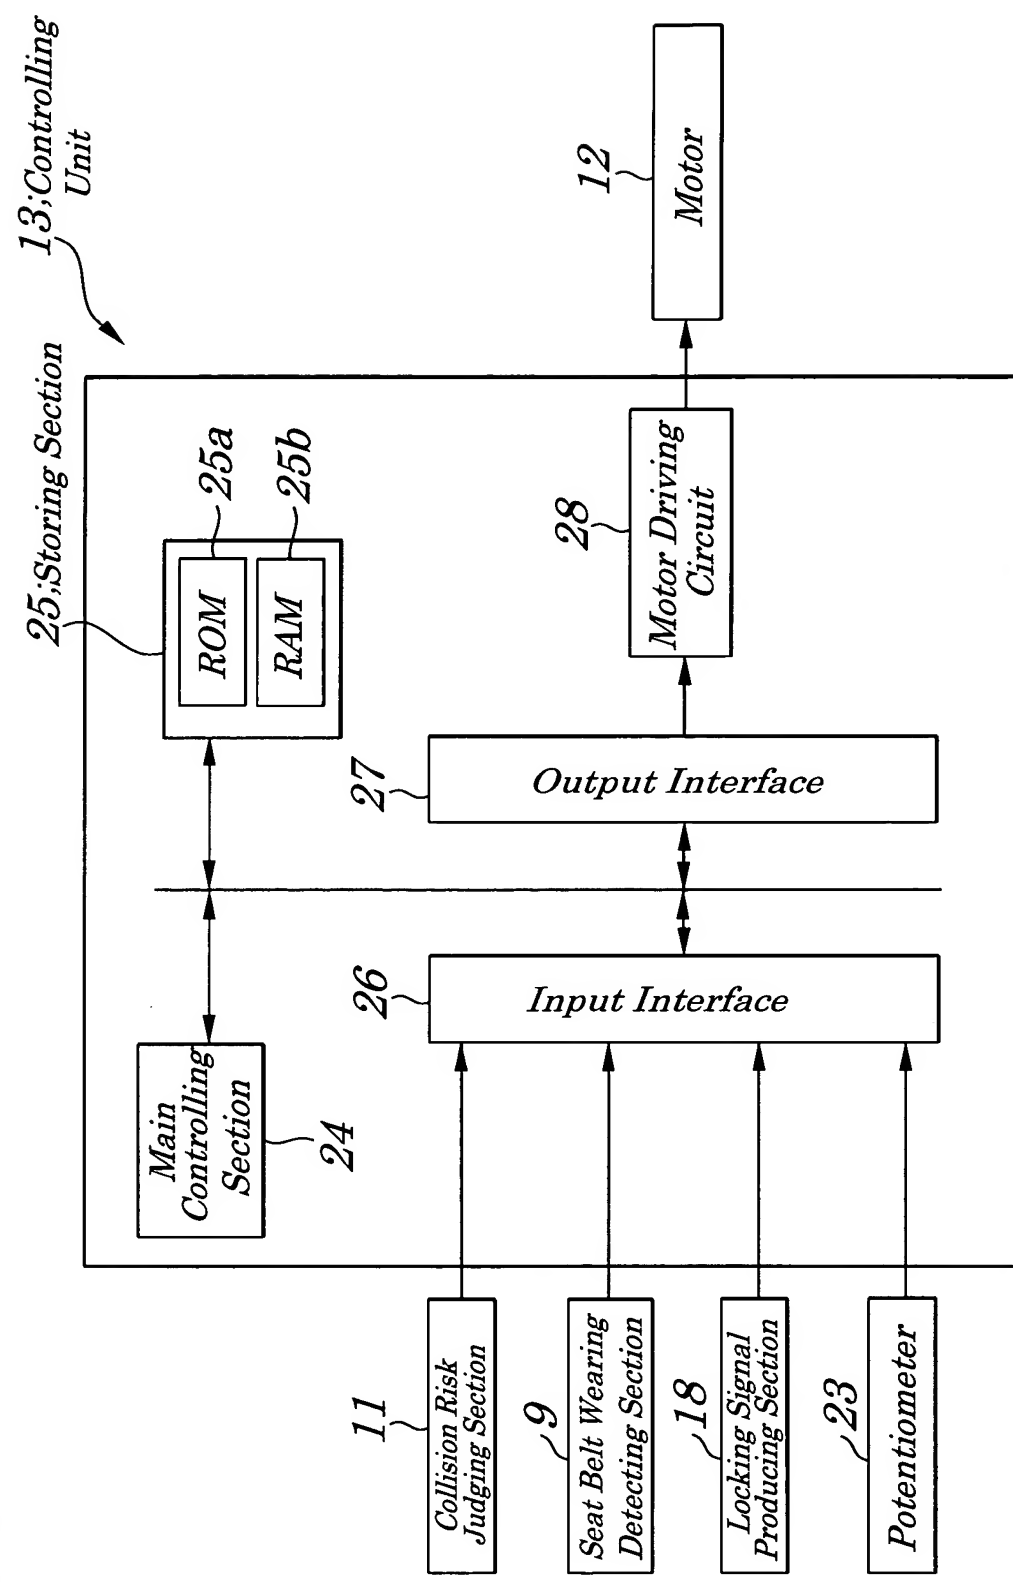 13;Controlling
Unit
25;Storing Section
25a
25b
ROM
RAM
Main
Controlling
Section
24
11
Collision Risk
Judging Section
9
Seat Belt Wearing
Detecting Section
18
Locking Signal
Producing Section
23
Potentiometer
26
Input Interface
27
Output Interface
28
Motor Driving
Circuit
12
Motor